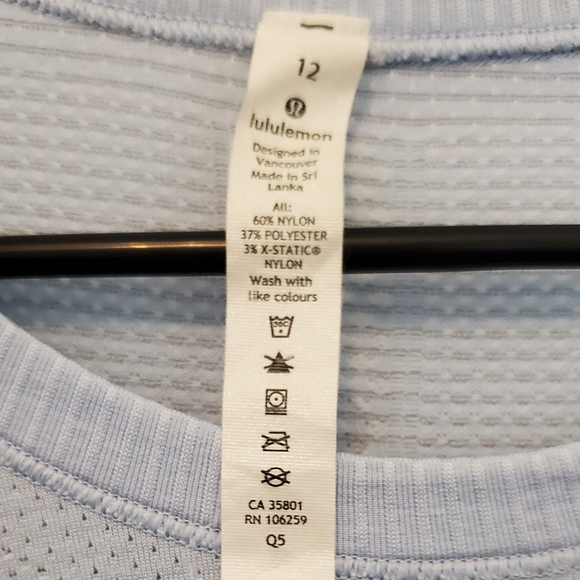 12
lululemon
Designed in
Vancouver
Made in Sri
Lanka
All:
60% NYLON
37% POLYESTER
3% X-STATIC®
NYLON
Wash with
like colours
30C
CA 35801
RN 106259
Q5